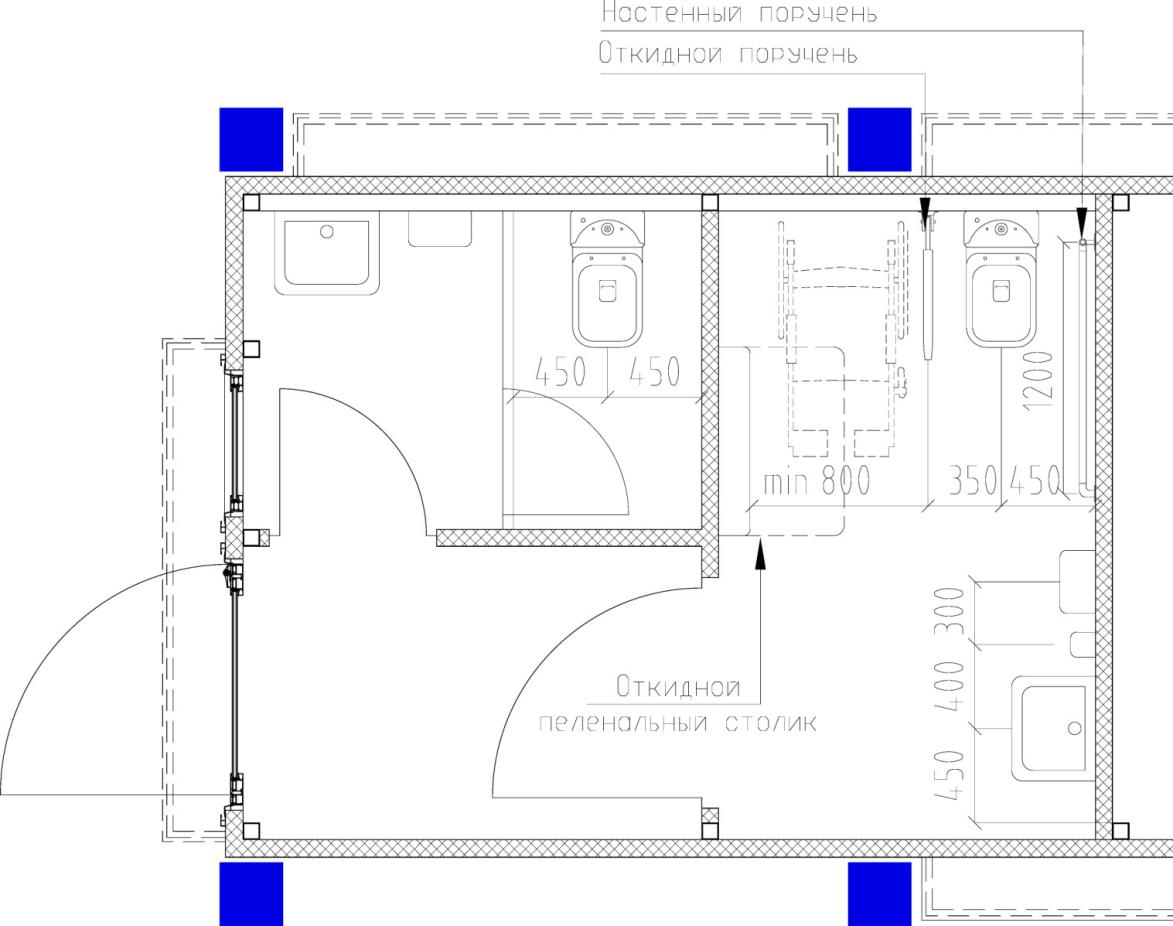 Настенный поручень
Откидной поручень
450 450
1200
min 800 350 450
300
400
450
Откидной
пеленальный столик